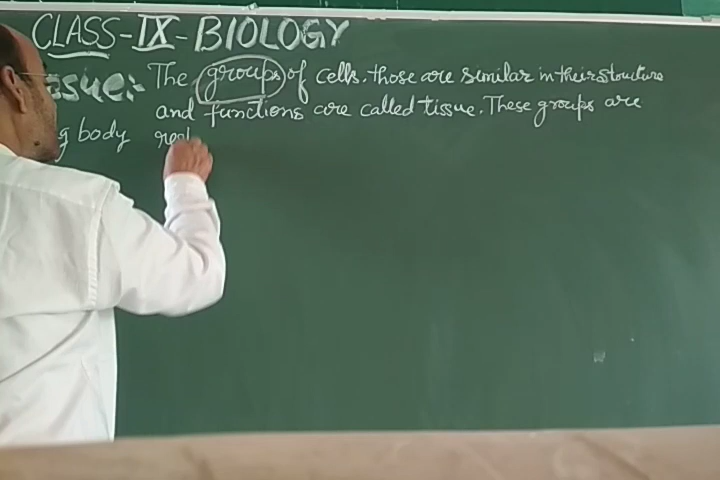 CLASS-IX-BIOLOGY
The groups of cells. those are similar in their structure
and functions are called tissue. These groups are
body